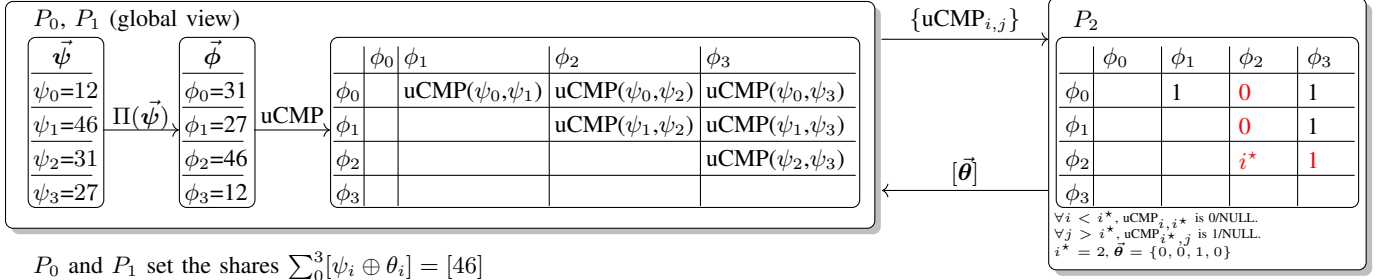 P₀, P₁ (global view)
ψ⃗
ψ₀=12
ψ₁=46
ψ₂=31
ψ₃=27
Π(ψ⃗)
ϕ⃗
ϕ₀=31
ϕ₁=27
ϕ₂=46
ϕ₃=12
uCMP
ϕ₀ ϕ₁ ϕ₂ ϕ₃
ϕ₀ uCMP(ψ₀,ψ₁) uCMP(ψ₀,ψ₂) uCMP(ψ₀,ψ₃)
ϕ₁ uCMP(ψ₁,ψ₂) uCMP(ψ₁,ψ₃)
ϕ₂ uCMP(ψ₂,ψ₃)
ϕ₃
{uCMPᵢ,ⱼ}
[θ⃗]
P₂
ϕ₀ ϕ₁ ϕ₂ ϕ₃
ϕ₀ 1 0 1
ϕ₁ 0 1
ϕ₂ i⋆ 1
ϕ₃
∀i < i⋆, uCMP_{i,i⋆} is 0/NULL.
∀j > i⋆, uCMP_{i⋆,j} is 1/NULL.
i⋆ = 2, θ⃗ = {0, 0, 1, 0}
P₀ and P₁ set the shares ∑₀³[ψᵢ ⊕ θᵢ] = [46]